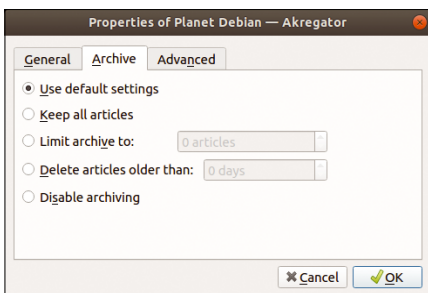 Properties of Planet Debian — Akregator
General Archive Advanced
Use default settings
Keep all articles
Limit archive to: 0 articles
Delete articles older than: 0 days
Disable archiving
Cancel OK